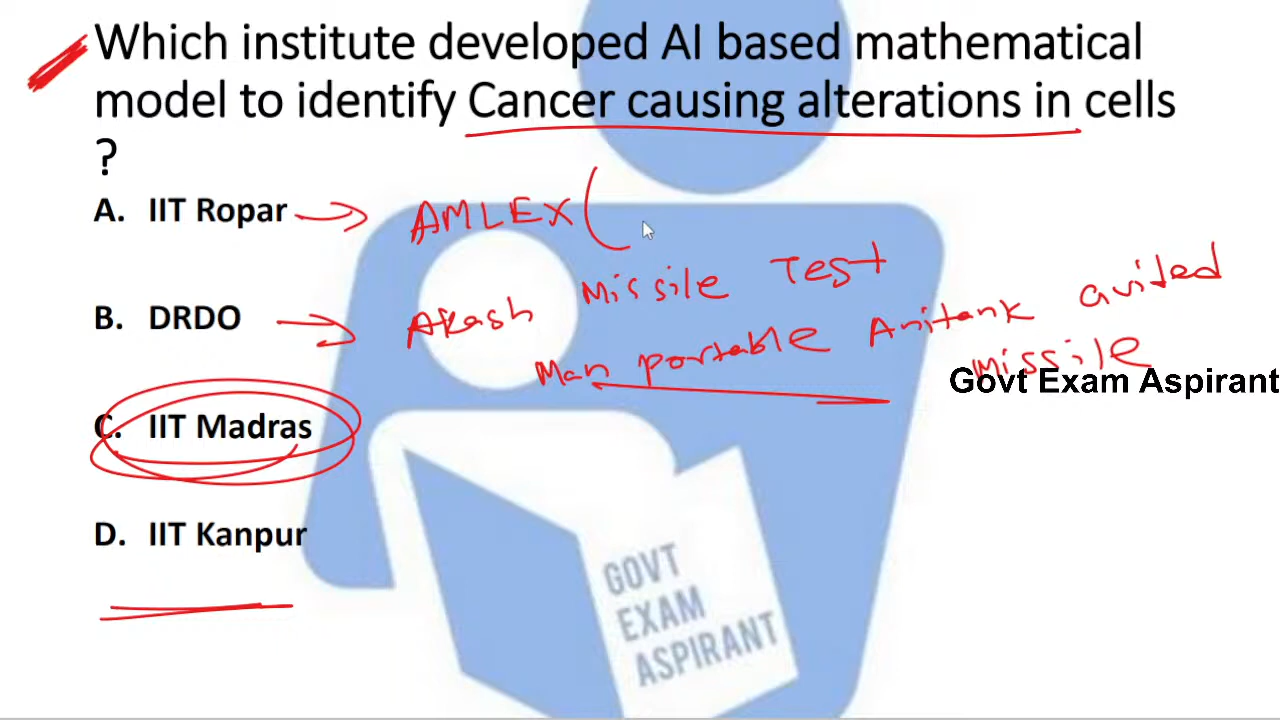 Which institute developed AI based mathematical
model to identify Cancer causing alterations in cells
?
A. IIT Ropar → AMLEX (
Missile Test
B. DRDO → Akash
Man portable Anitank Guided
missile
Govt Exam Aspirant
C. IIT Madras
D. IIT Kanpur
GOVT
EXAM
ASPIRANT